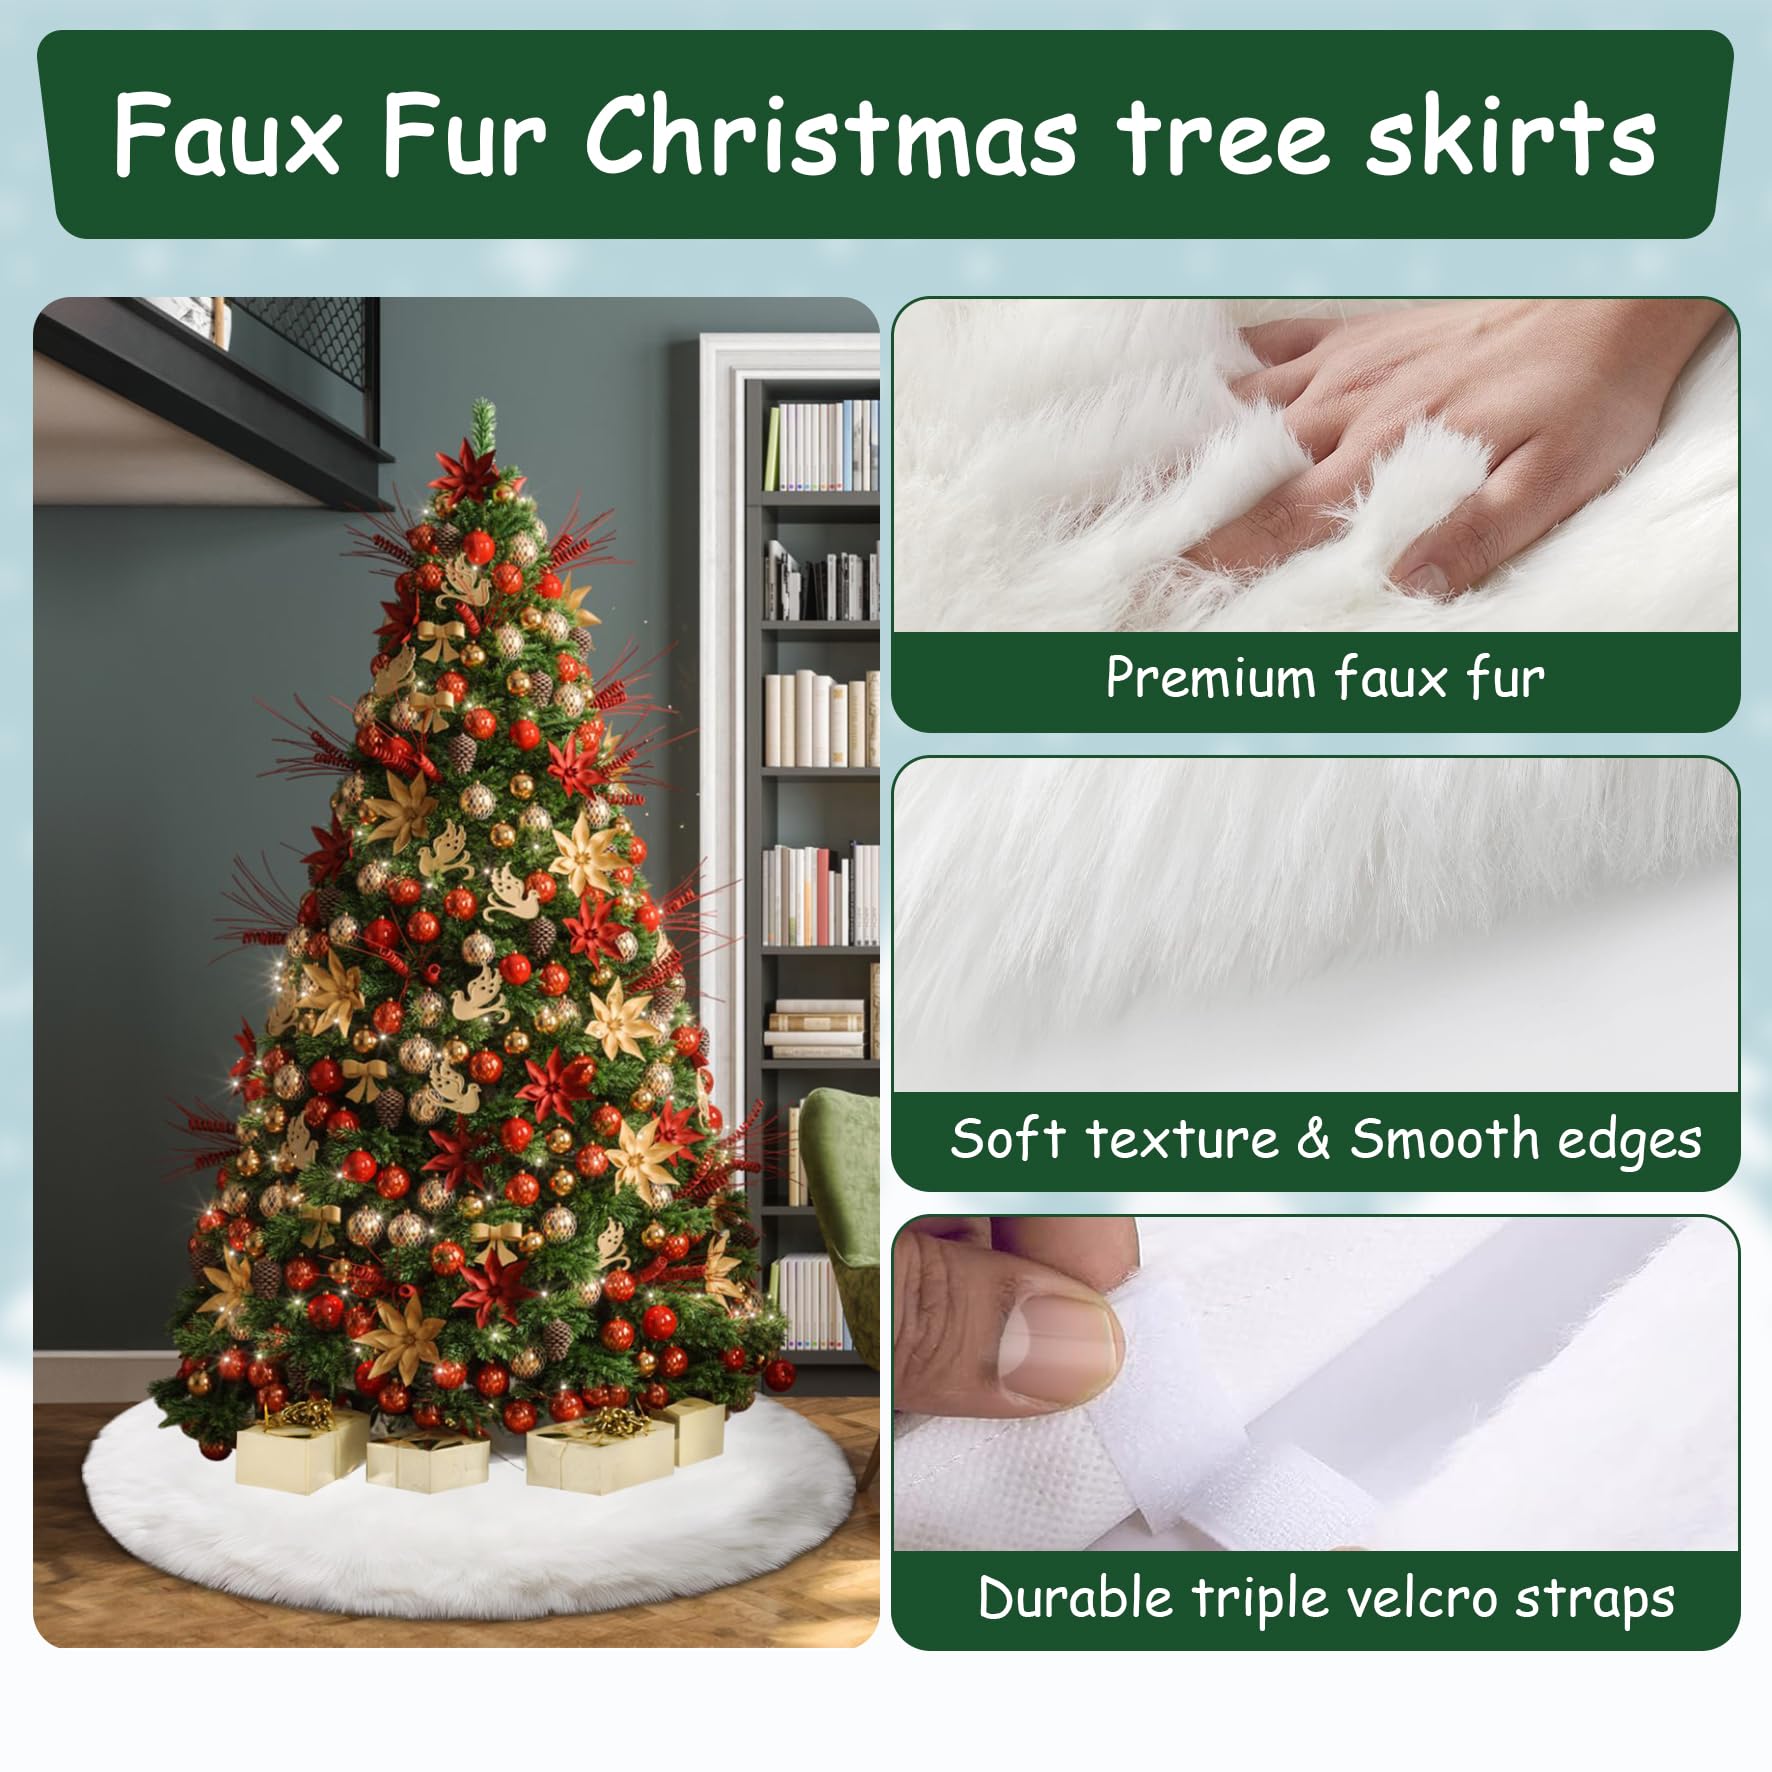 Faux Fur Christmas tree skirts
Premium faux fur
Soft texture & Smooth edges
Durable triple velcro straps